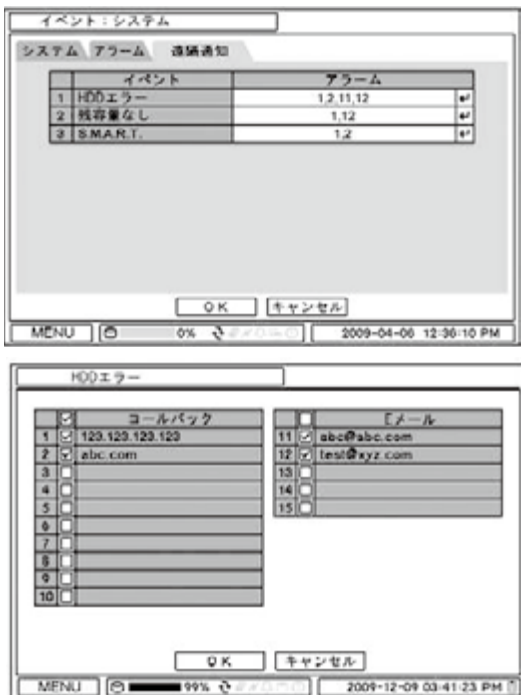 イベント：システム
システム アラーム 遠隔通知
イベント アラーム
1 HDDエラー 1,2,11,12
2 残容量なし 1,12
3 S.M.A.R.T. 1,2
OK キャンセル
MENU 0% 2009-04-06 12:36:10 PM
HDDエラー
コールバック Eメール
1 123.123.123.123 11 abc@abc.com
2 abc.com 12 test@xyz.com
3 13
4 14
5 15
6
7
8
9
10
OK キャンセル
MENU 99% 2009-12-09 03:41:23 PM